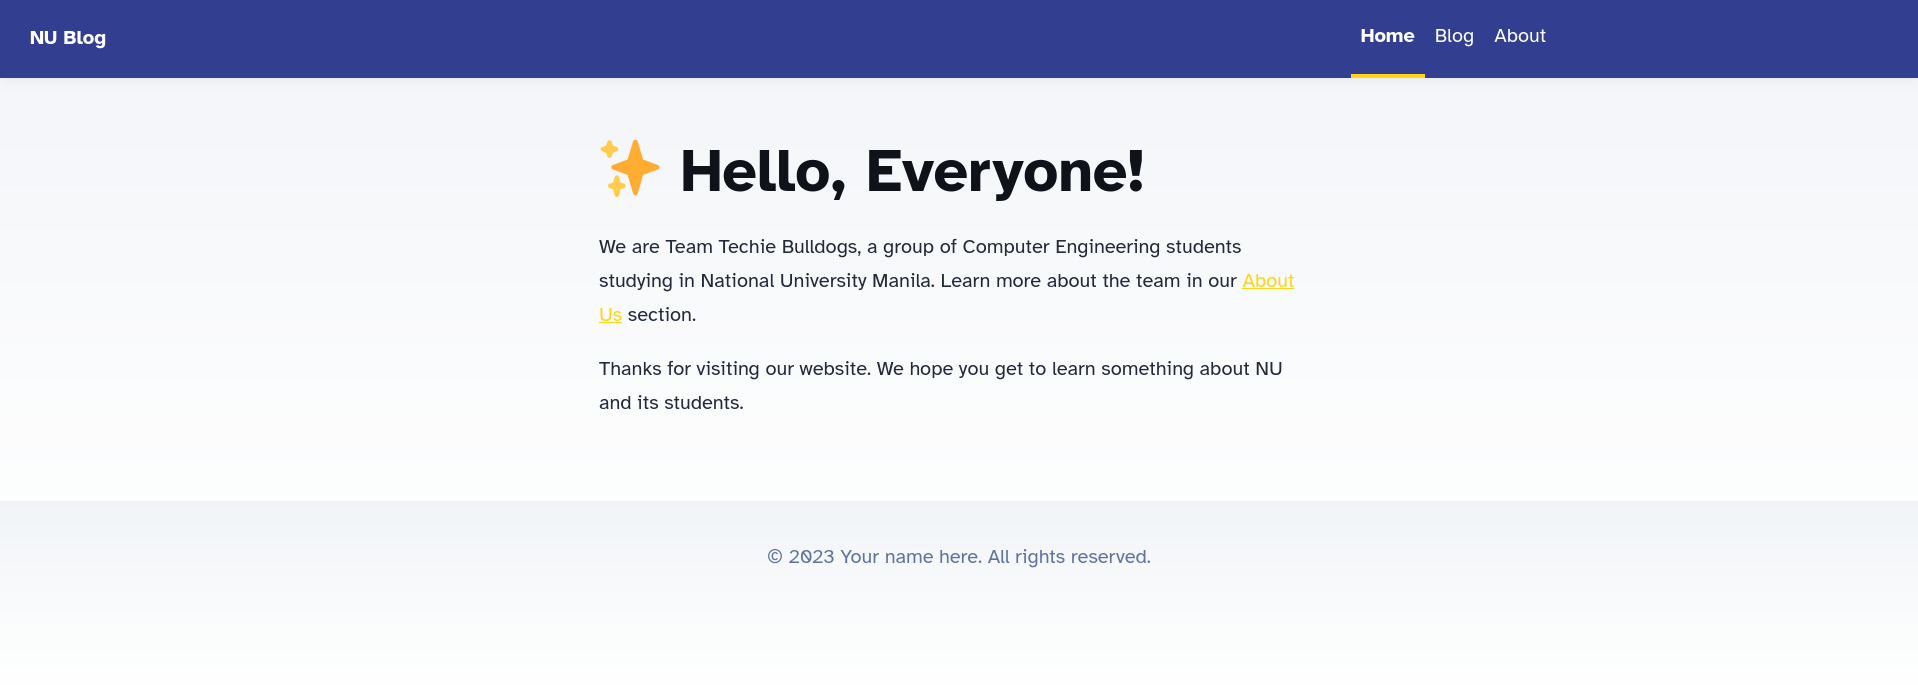 NU Blog
Home Blog About
✨ Hello, Everyone!
We are Team Techie Bulldogs, a group of Computer Engineering students
studying in National University Manila. Learn more about the team in our About
Us section.
Thanks for visiting our website. We hope you get to learn something about NU
and its students.
© 2023 Your name here. All rights reserved.